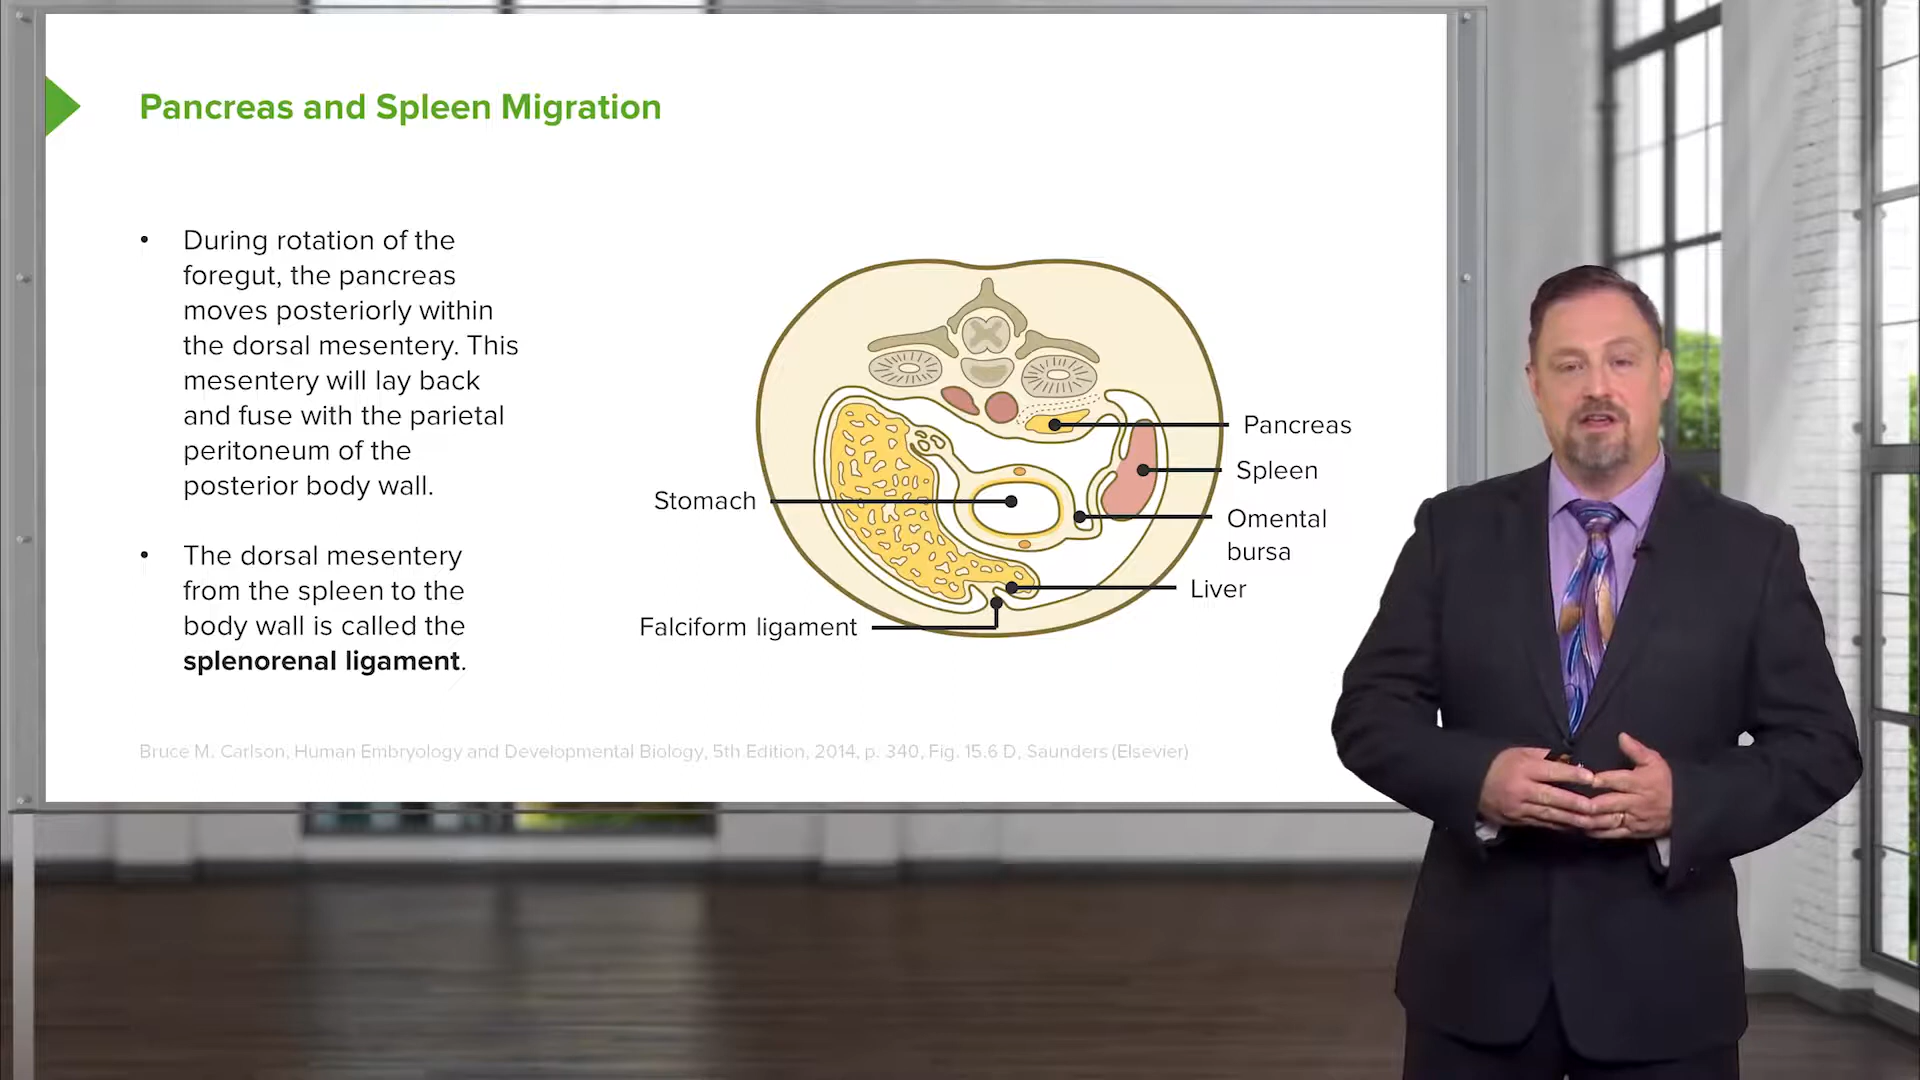 Pancreas and Spleen Migration
• During rotation of the
foregut, the pancreas
moves posteriorly within
the dorsal mesentery. This
mesentery will lay back
and fuse with the parietal
peritoneum of the
posterior body wall.
• The dorsal mesentery
from the spleen to the
body wall is called the
splenorenal ligament.
Pancreas
Spleen
Stomach
Omental
bursa
Liver
Falciform ligament
Bruce M. Carlson, Human Embryology and Developmental Biology, 5th Edition, 2014, p. 340, Fig. 15.6 D, Saunders (Elsevier)